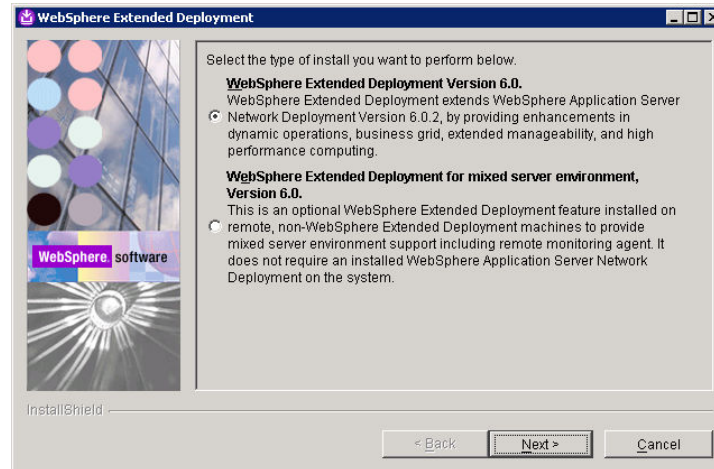 WebSphere Extended Deployment
Select the type of install you want to perform below.
WebSphere Extended Deployment Version 6.0.
WebSphere Extended Deployment extends WebSphere Application Server
Network Deployment Version 6.0.2, by providing enhancements in
dynamic operations, business grid, extended manageability, and high
performance computing.
WebSphere Extended Deployment for mixed server environment,
Version 6.0.
This is an optional WebSphere Extended Deployment feature installed on
remote, non-WebSphere Extended Deployment machines to provide
mixed server environment support including remote monitoring agent. It
does not require an installed WebSphere Application Server Network
Deployment on the system.
WebSphere. software
InstallShield
< Back
Next >
Cancel